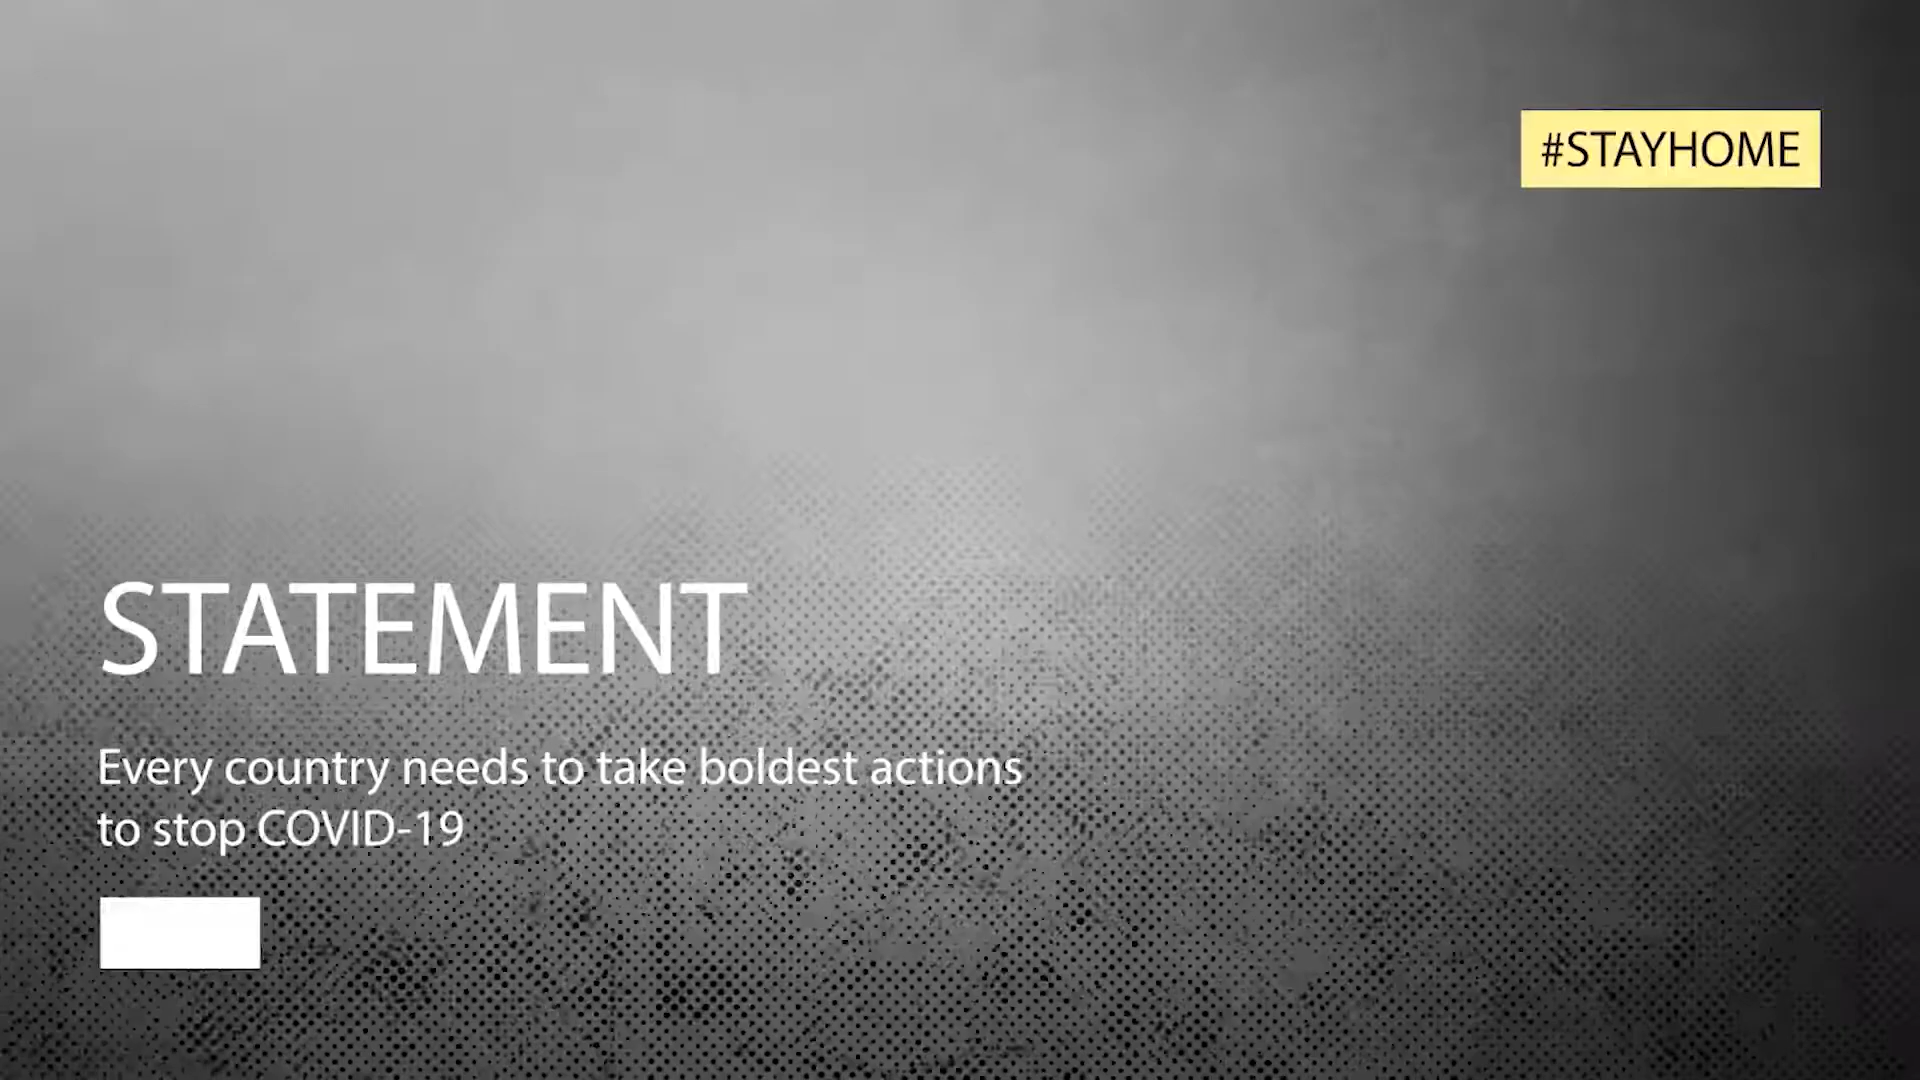 #STAYHOME
STATEMENT
Every country needs to take boldest actions
to stop COVID-19